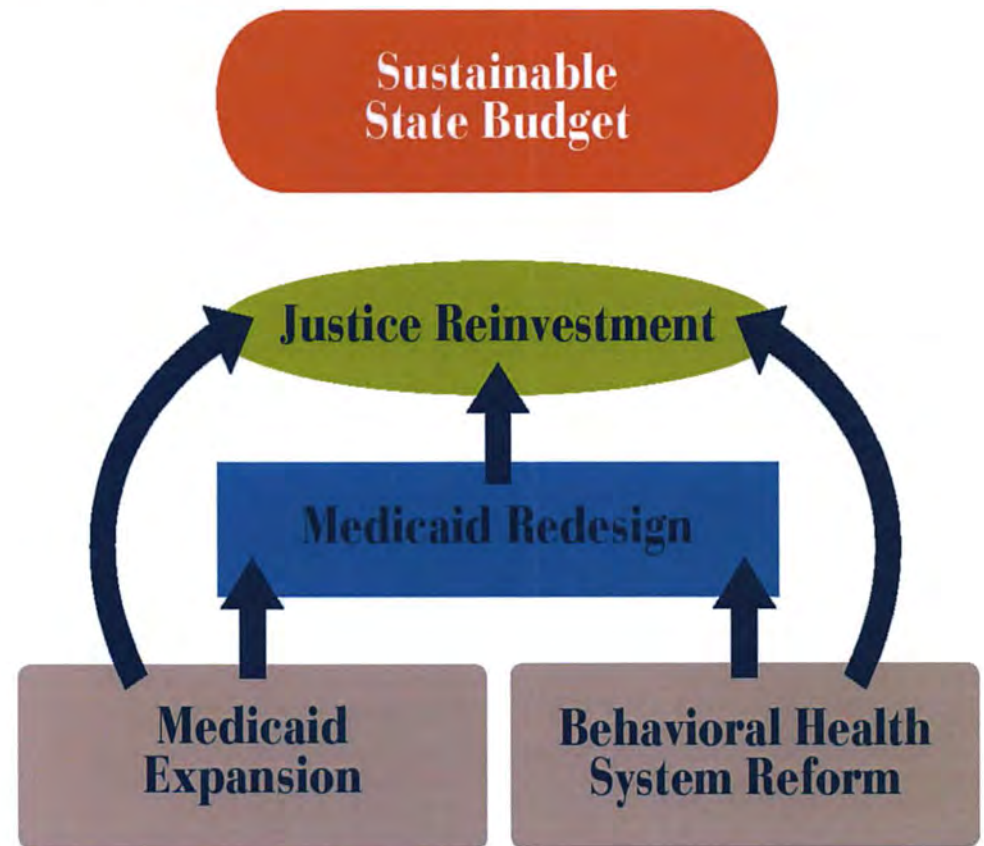 Sustainable
State Budget
Justice Reinvestment
Medicaid Redesign
Medicaid
Expansion
Behavioral Health
System Reform